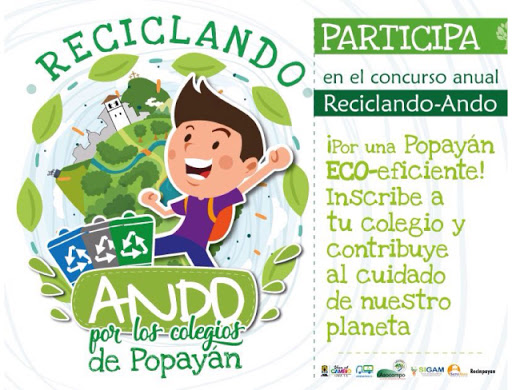 RECICLANDO
ANDO
por los colegios
de Popayán
PARTICIPA
en el concurso anual
Reciclando-Ando
¡Por una Popayán
ECO-eficiente!
Inscribe a
tu colegio y
contribuye
al cuidado
de nuestro
planeta
SIGAM